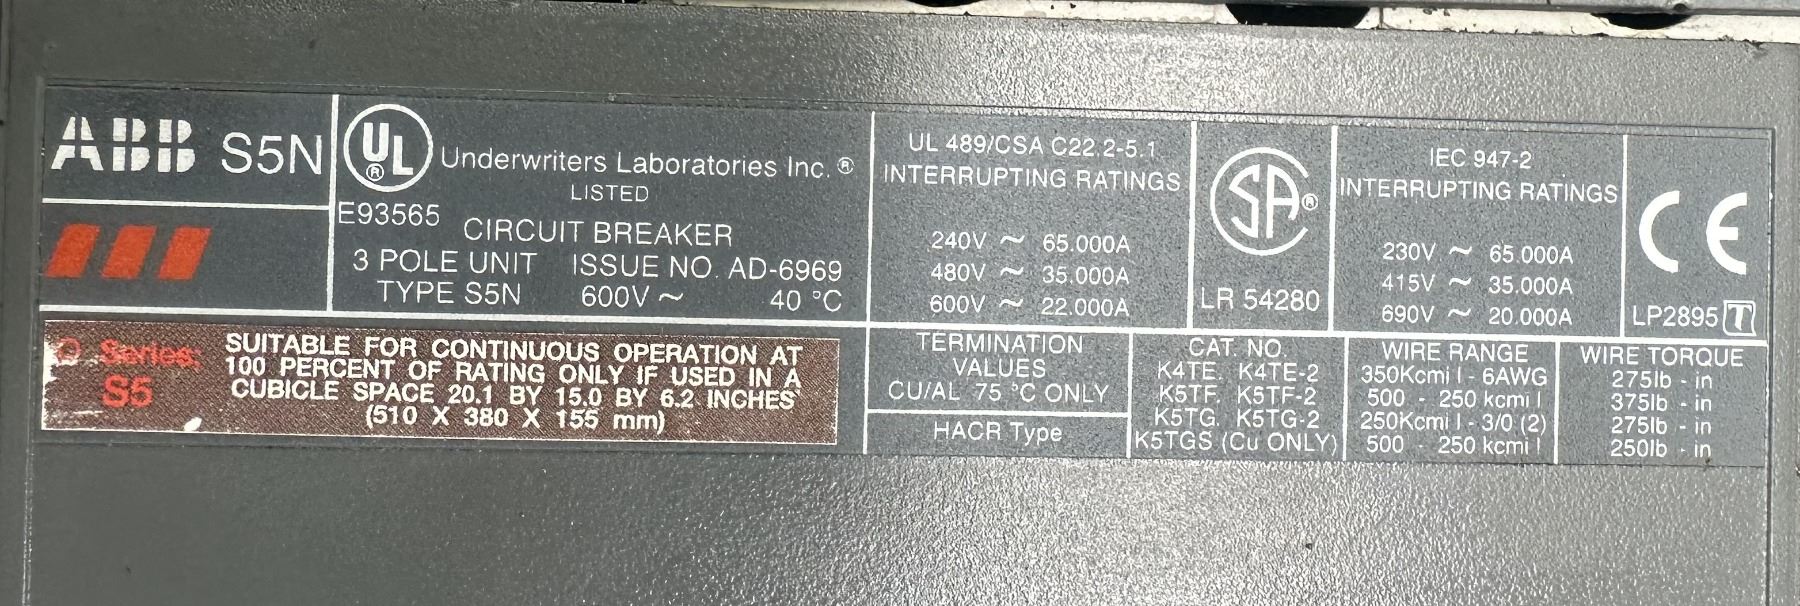 ABB S5N
UL ®
Underwriters Laboratories Inc. ®
LISTED
E93565
CIRCUIT BREAKER
3 POLE UNIT ISSUE NO. AD-6969
TYPE S5N 600V ~ 40 °C
UL 489/CSA C22.2-5.1
INTERRUPTING RATINGS
240V ~ 65.000A
480V ~ 35.000A
600V ~ 22.000A
SA ®
LR 54280
IEC 947-2
INTERRUPTING RATINGS
230V ~ 65.000A
415V ~ 35.000A
690V ~ 20.000A
CE
LP2895 T
Series:
S5
SUITABLE FOR CONTINUOUS OPERATION AT
100 PERCENT OF RATING ONLY IF USED IN A
CUBICLE SPACE 20.1 BY 15.0 BY 6.2 INCHES
(510 X 380 X 155 mm)
TERMINATION
VALUES
CU/AL 75 °C ONLY
HACR Type
CAT. NO.
K4TE. K4TE-2
K5TF. K5TF-2
K5TG. K5TG-2
K5TGS (Cu ONLY)
WIRE RANGE
350Kcmil - 6AWG
500 - 250 kcmil
250Kcmil - 3/0 (2)
500 - 250 kcmil
WIRE TORQUE
275lb - in
375lb - in
275lb - in
250lb - in